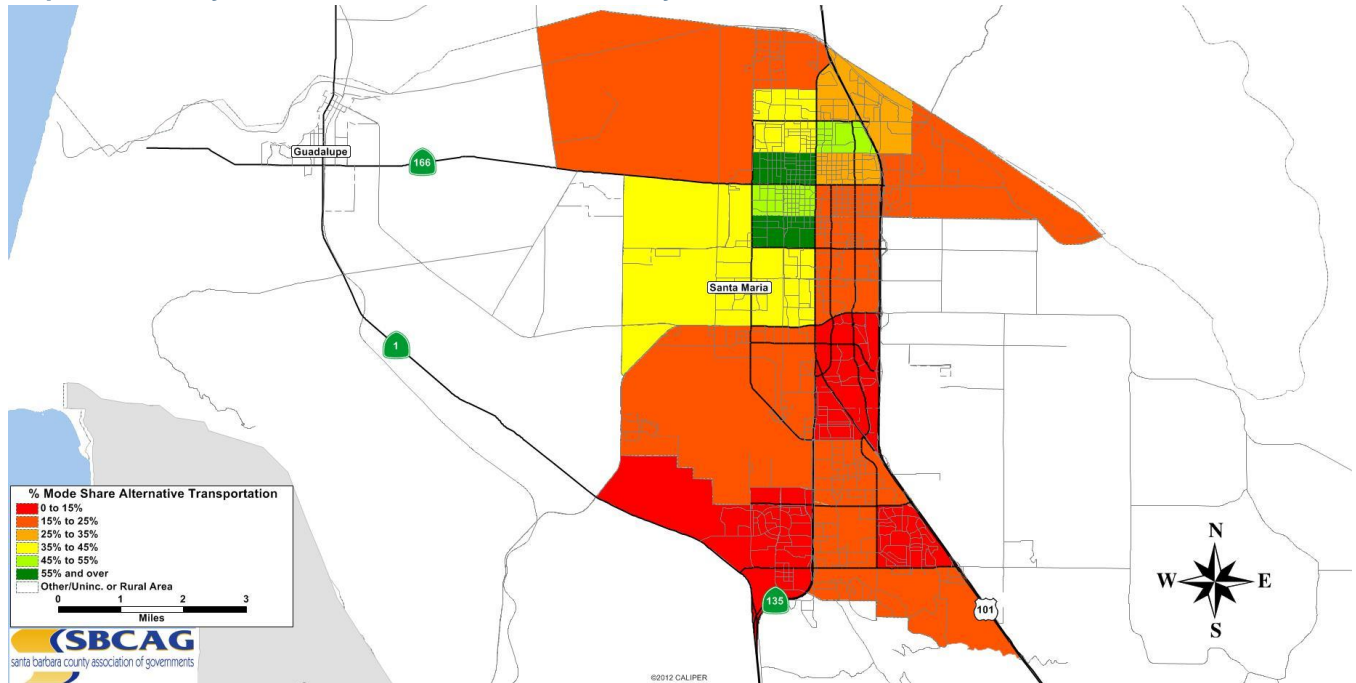 Guadalupe
166
Santa Maria
1
% Mode Share Alternative Transportation
0 to 15%
15% to 25%
25% to 35%
35% to 45%
45% to 55%
55% and over
Other/Uninc. or Rural Area
0 1 2 3
Miles
SBCAG
santa barbara county association of governments
135
101
N
W E
S
©2012 CALIPER